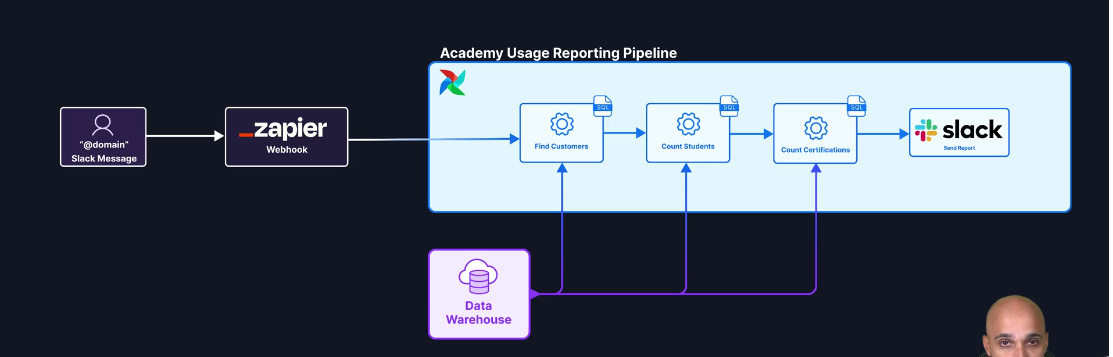 Academy Usage Reporting Pipeline
"@domain"
Slack Message
_zapier
Webhook
SQL
Find Customers
SQL
Count Students
SQL
Count Certifications
slack
Send Report
Data
Warehouse